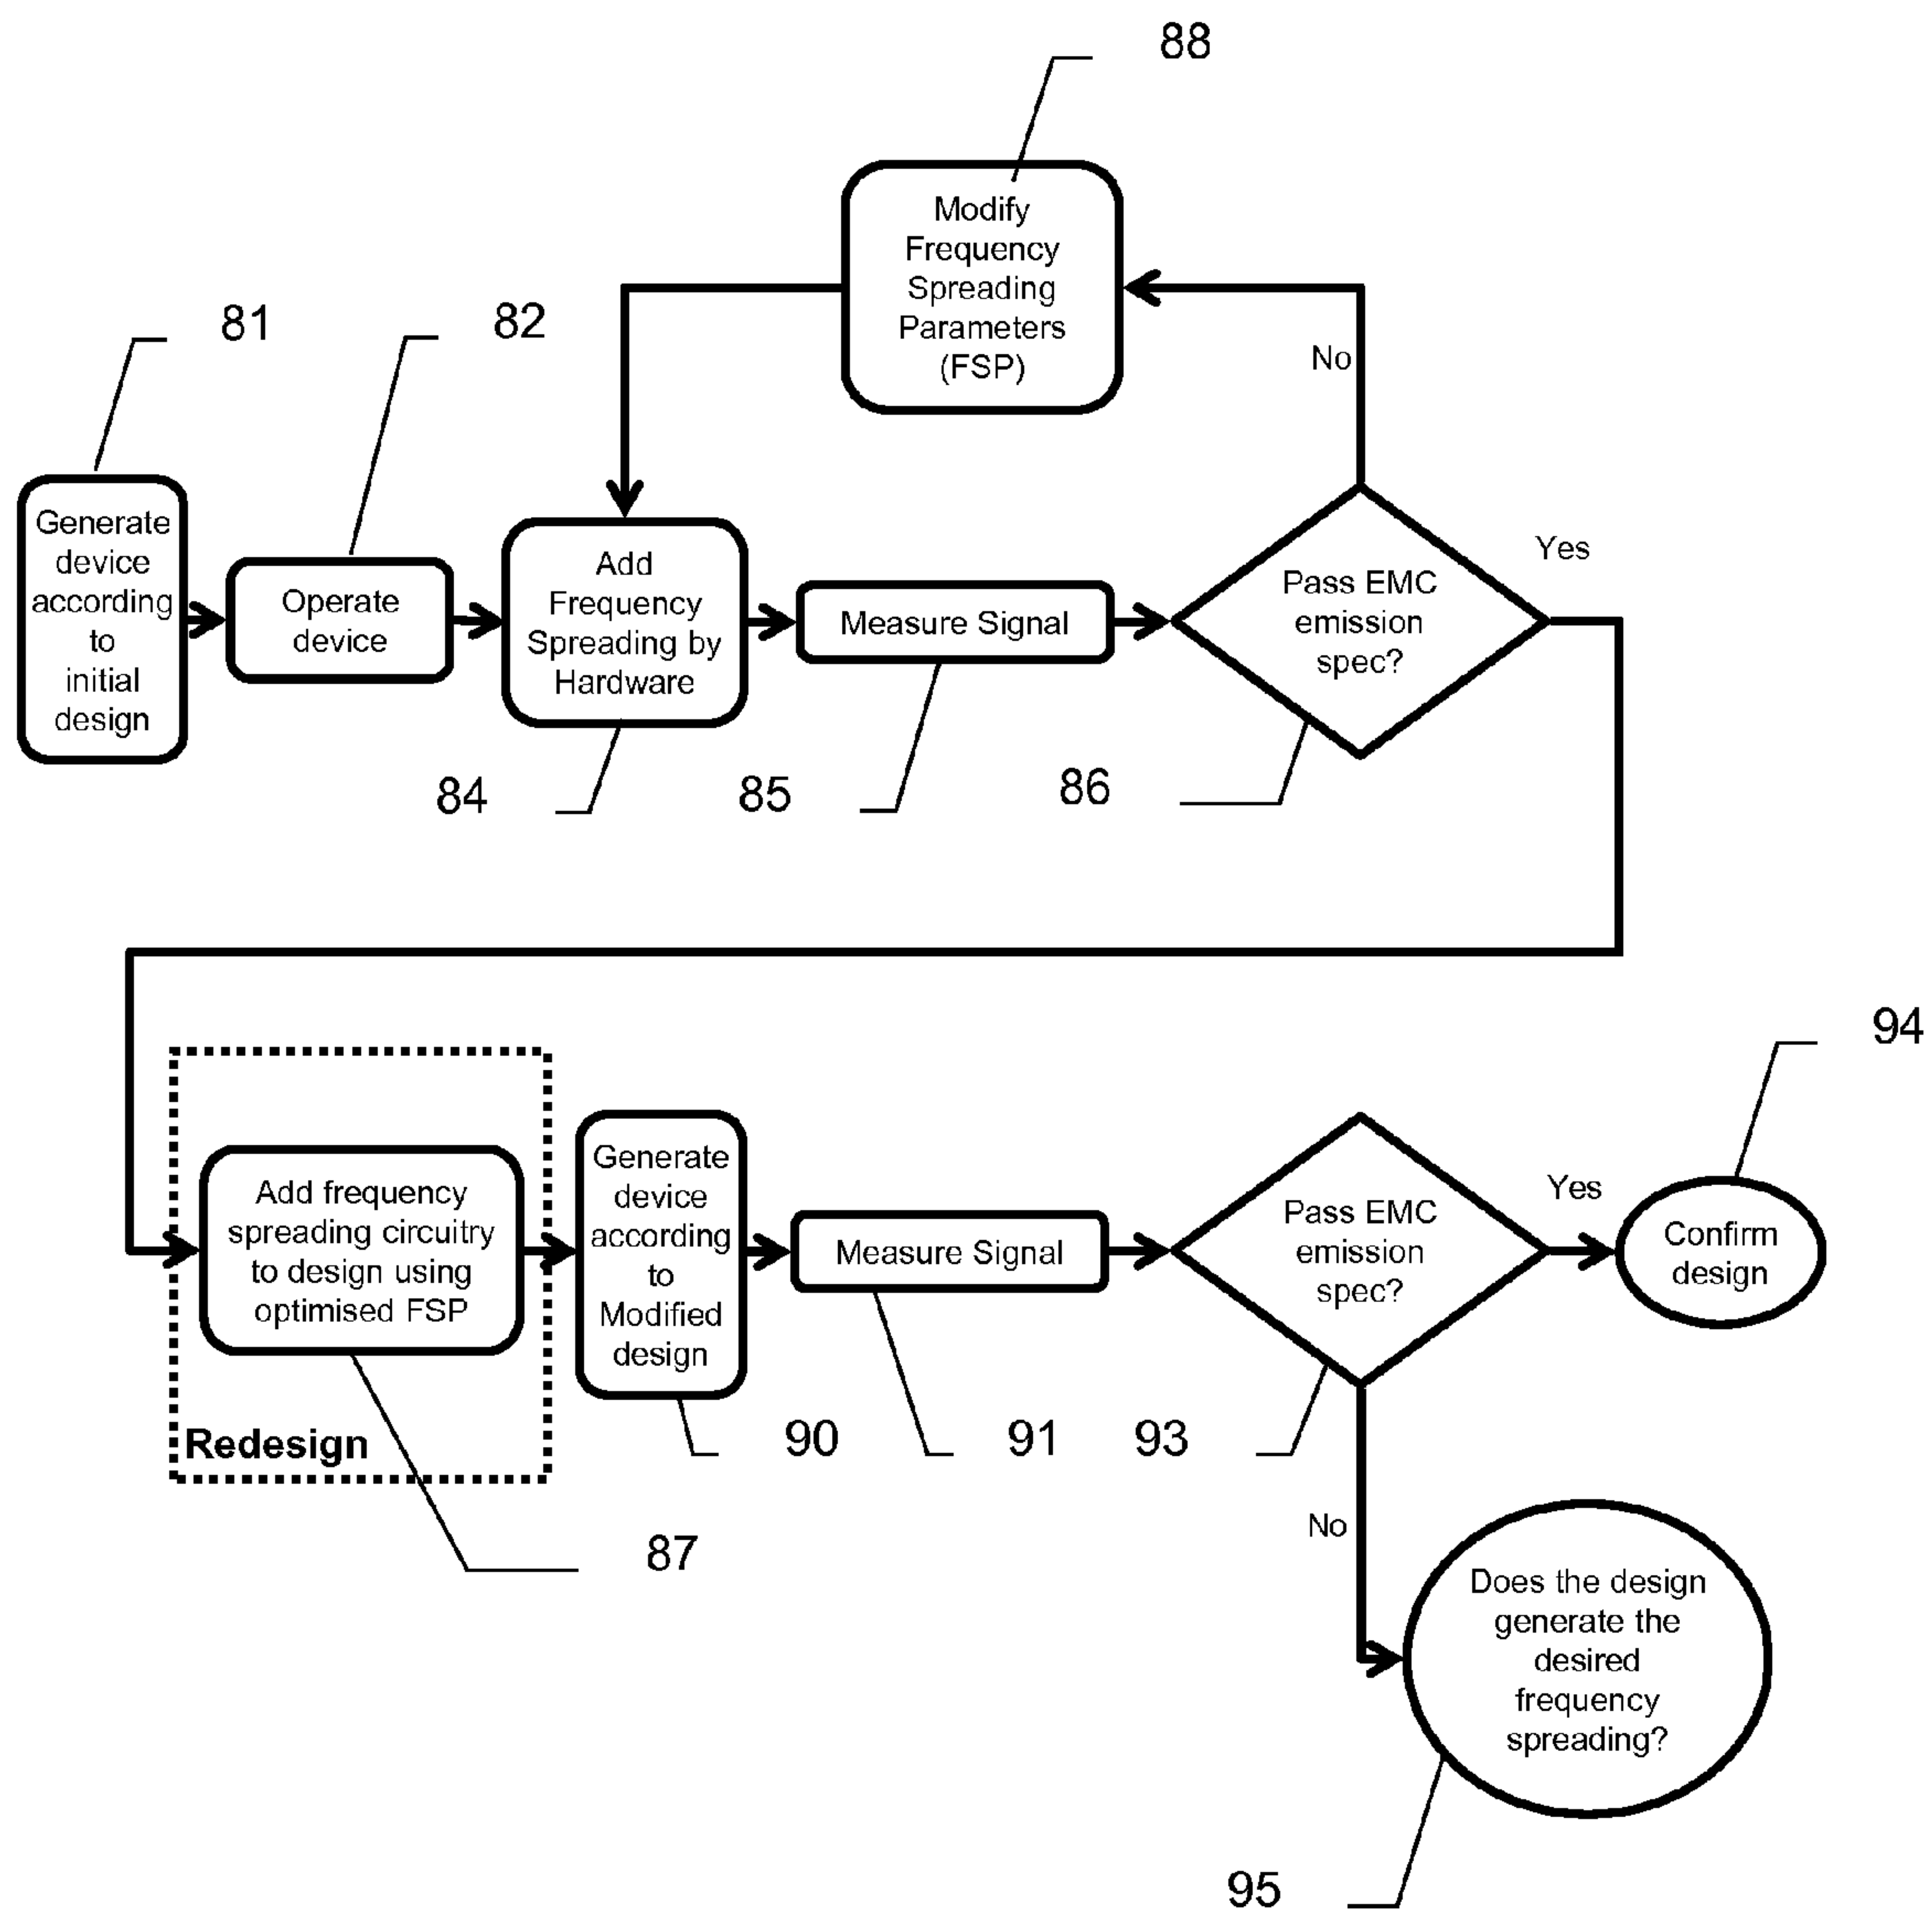 88
Modify
Frequency
Spreading
Parameters
(FSP)
No
81
82
Generate
device
according
to
initial
design
Operate
device
Add
Frequency
Spreading by
Hardware
Measure Signal
Pass EMC
emission
spec?
Yes
84
85
86
94
Add frequency
spreading circuitry
to design using
optimised FSP
Redesign
Generate
device
according
to
Modified
design
Measure Signal
Pass EMC
emission
spec?
Yes
Confirm
design
90
91
93
87
No
Does the design
generate the
desired
frequency
spreading?
95